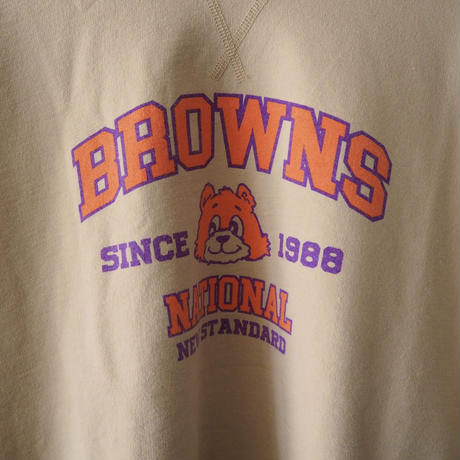 BROWNS
SINCE 1988
NATIONAL
NEW STANDARD